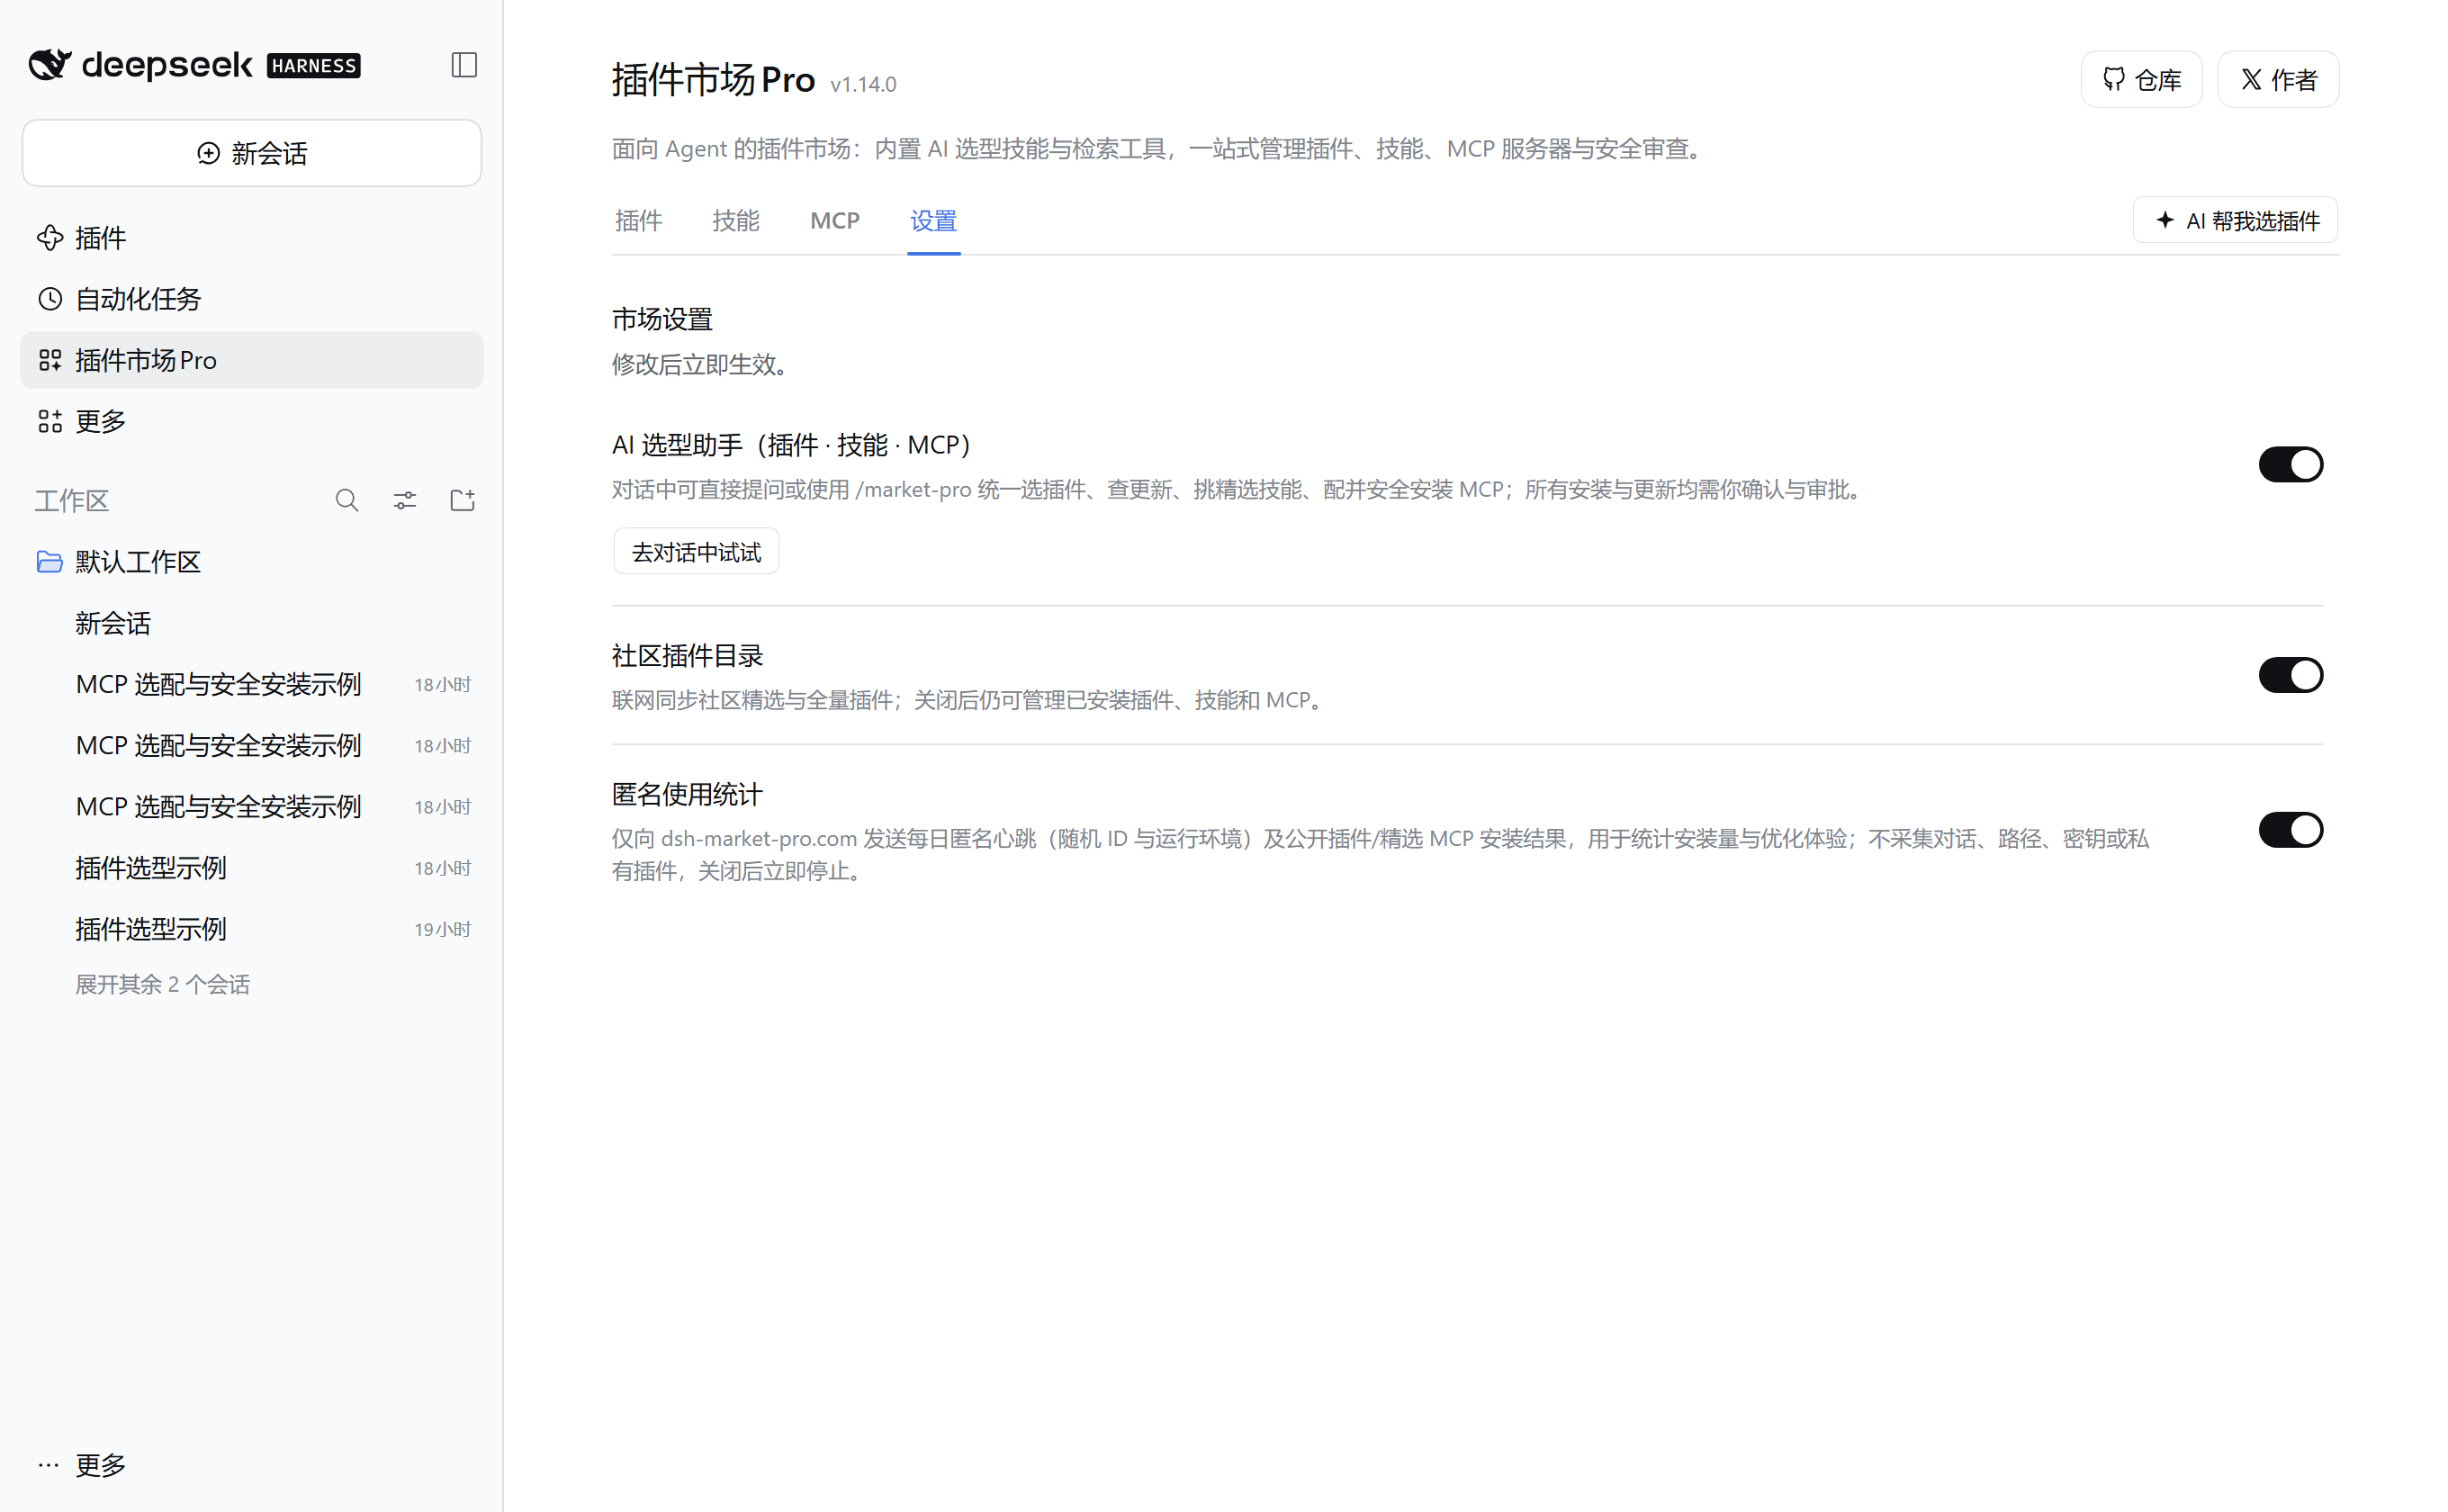 deepseek HARNESS
新会话
插件
自动化任务
插件市场Pro
更多
工作区
默认工作区
新会话
MCP 选配与安全安装示例 18小时
MCP 选配与安全安装示例 18小时
MCP 选配与安全安装示例 18小时
插件选型示例 18小时
插件选型示例 19小时
展开其余 2 个会话
更多
插件市场Pro v1.14.0
仓库
作者
面向 Agent 的插件市场：内置 AI 选型技能与检索工具，一站式管理插件、技能、MCP 服务器与安全审查。
插件 技能 MCP 设置
AI 帮我选插件
市场设置
修改后立即生效。
AI 选型助手（插件 · 技能 · MCP）
对话中可直接提问或使用 /market-pro 统一选插件、查更新、挑精选技能、配并安全安装 MCP；所有安装与更新均需你确认与审批。
去对话中试试
社区插件目录
联网同步社区精选与全量插件；关闭后仍可管理已安装插件、技能和 MCP。
匿名使用统计
仅向 dsh-market-pro.com 发送每日匿名心跳（随机 ID 与运行环境）及公开插件/精选 MCP 安装结果，用于统计安装量与优化体验；不采集对话、路径、密钥或私
有插件，关闭后立即停止。